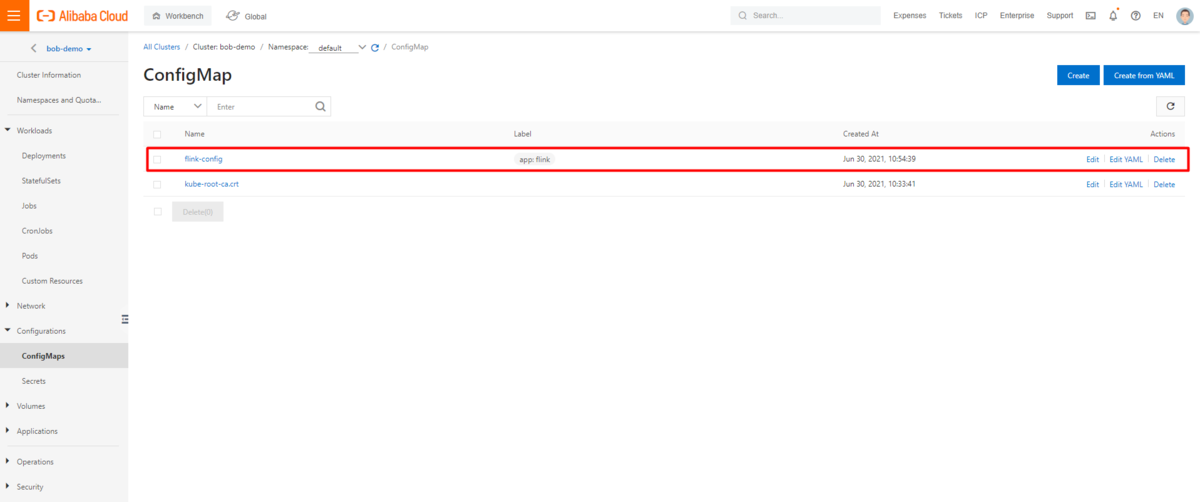 Alibaba Cloud
Workbench
Global
Search...
Expenses
Tickets
ICP
Enterprise
Support
EN
bob-demo
Cluster Information
Namespaces and Quota...
Workloads
Deployments
StatefulSets
Jobs
CronJobs
Pods
Custom Resources
Network
Configurations
ConfigMaps
Secrets
Volumes
Applications
Operations
Security
All Clusters / Cluster: bob-demo / Namespace: default / ConfigMap
ConfigMap
Create
Create from YAML
Name
Enter
Name Label Created At Actions
flink-config app: flink Jun 30, 2021, 10:54:39 Edit Edit YAML Delete
kube-root-ca.crt Jun 30, 2021, 10:33:41 Edit Edit YAML Delete
Delete(0)